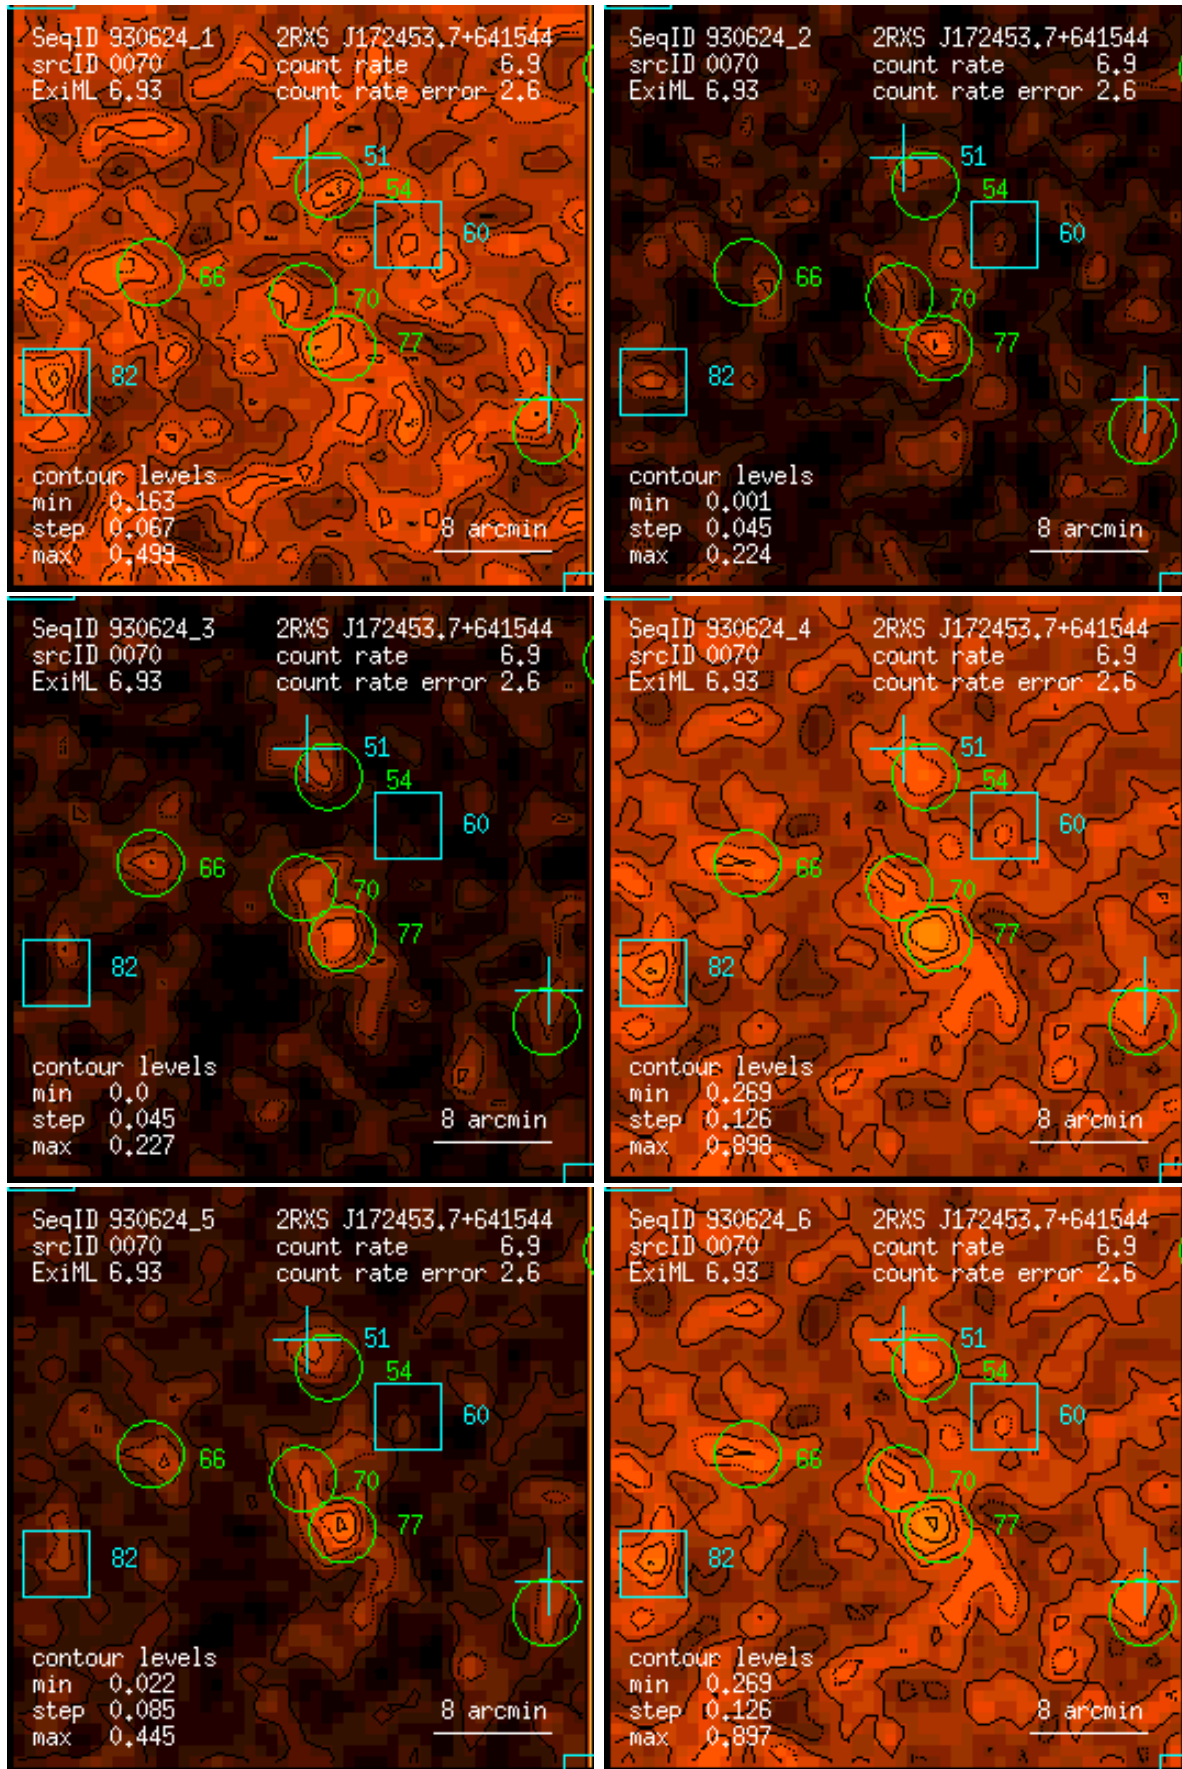 SeqID 930624_1 2RXS J172453.7+641544
srcID 0070 count rate 6.9
ExiML 6.93 count rate error 2.6
51
54
60
66
70
77
82
contour levels
min 0.163
step 0.067 8 arcmin
max 0.499
SeqID 930624_2 2RXS J172453.7+641544
srcID 0070 count rate 6.9
ExiML 6.93 count rate error 2.6
51
54
60
66
70
77
82
contour levels
min 0.001
step 0.045 8 arcmin
max 0.224
SeqID 930624_3 2RXS J172453.7+641544
srcID 0070 count rate 6.9
ExiML 6.93 count rate error 2.6
51
54
60
66
70
77
82
contour levels
min 0.0
step 0.045 8 arcmin
max 0.227
SeqID 930624_4 2RXS J172453.7+641544
srcID 0070 count rate 6.9
ExiML 6.93 count rate error 2.6
51
54
60
66
70
77
82
contour levels
min 0.269
step 0.126 8 arcmin
max 0.898
SeqID 930624_5 2RXS J172453.7+641544
srcID 0070 count rate 6.9
ExiML 6.93 count rate error 2.6
51
54
60
66
70
77
82
contour levels
min 0.022
step 0.085 8 arcmin
max 0.445
SeqID 930624_6 2RXS J172453.7+641544
srcID 0070 count rate 6.9
ExiML 6.93 count rate error 2.6
51
54
60
66
70
77
82
contour levels
min 0.269
step 0.126 8 arcmin
max 0.897